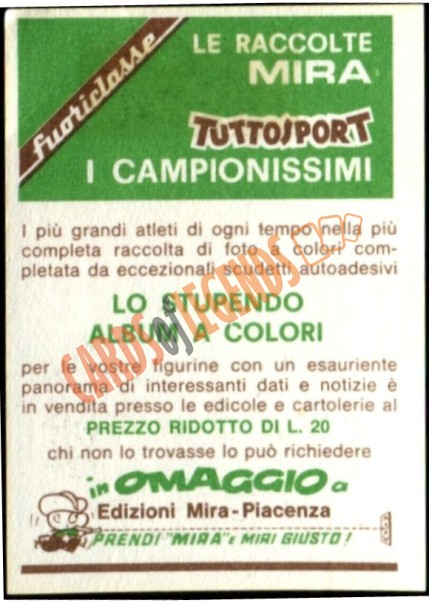 fuoriclasse
LE RACCOLTE
MIRA
TUTTOSPORT
I CAMPIONISSIMI
I più grandi atleti di ogni tempo nella più
completa raccolta di foto a colori com-
pletata da eccezionali scudetti autoadesivi
LO STUPENDO
ALBUM A COLORI
per le vostre figurine con un esauriente
panorama di interessanti dati e notizie è
in vendita presso le edicole e cartolerie al
PREZZO RIDOTTO DI L. 20
chi non lo trovasse lo può richiedere
in OMAGGIO a
Edizioni Mira-Piacenza
PRENDI "MIRA" e MIRI GIUSTO!
CARDS of LEGENDS